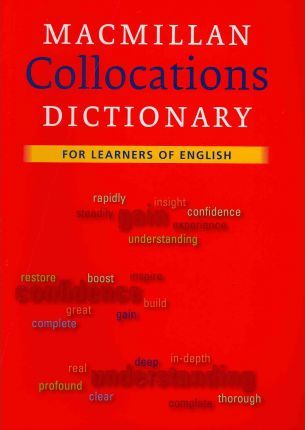 MACMILLAN
Collocations
DICTIONARY
FOR LEARNERS OF ENGLISH
rapidly
insight
steadily
gain
confidence
experience
understanding
restore
boost
inspire
confidence
build
great
gain
complete
real
deep
in-depth
understanding
profound
clear
complete
thorough